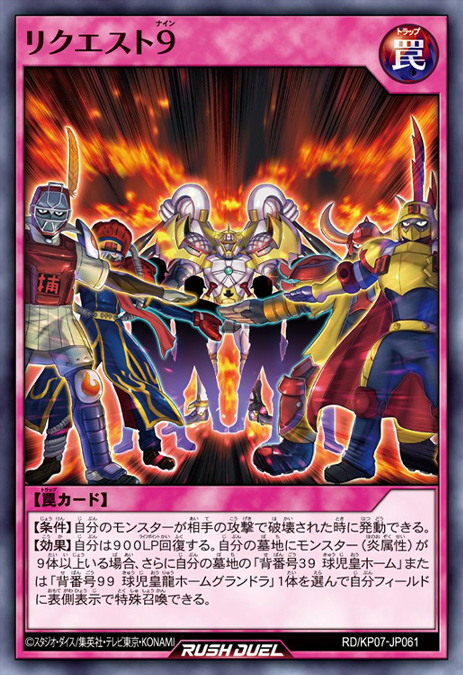 リクエスト9
ナイン
トラップ
罠
捕
【罠カード】
トラップ
【条件】自分のモンスターが相手の攻撃で破壊された時に発動できる。
【効果】自分は900LP回復する。自分の墓地にモンスター(炎属性)が
9体以上いる場合、さらに自分の墓地の「背番号39 球児皇ホーム」また
は「背番号99 球児皇龍ホームグランドラ」1体を選んで自分フィールド
に表側表示で特殊召喚できる。
©スタジオ・ダイス/集英社・テレビ東京・KONAMI
RUSH DUEL
RD/KP07-JP061